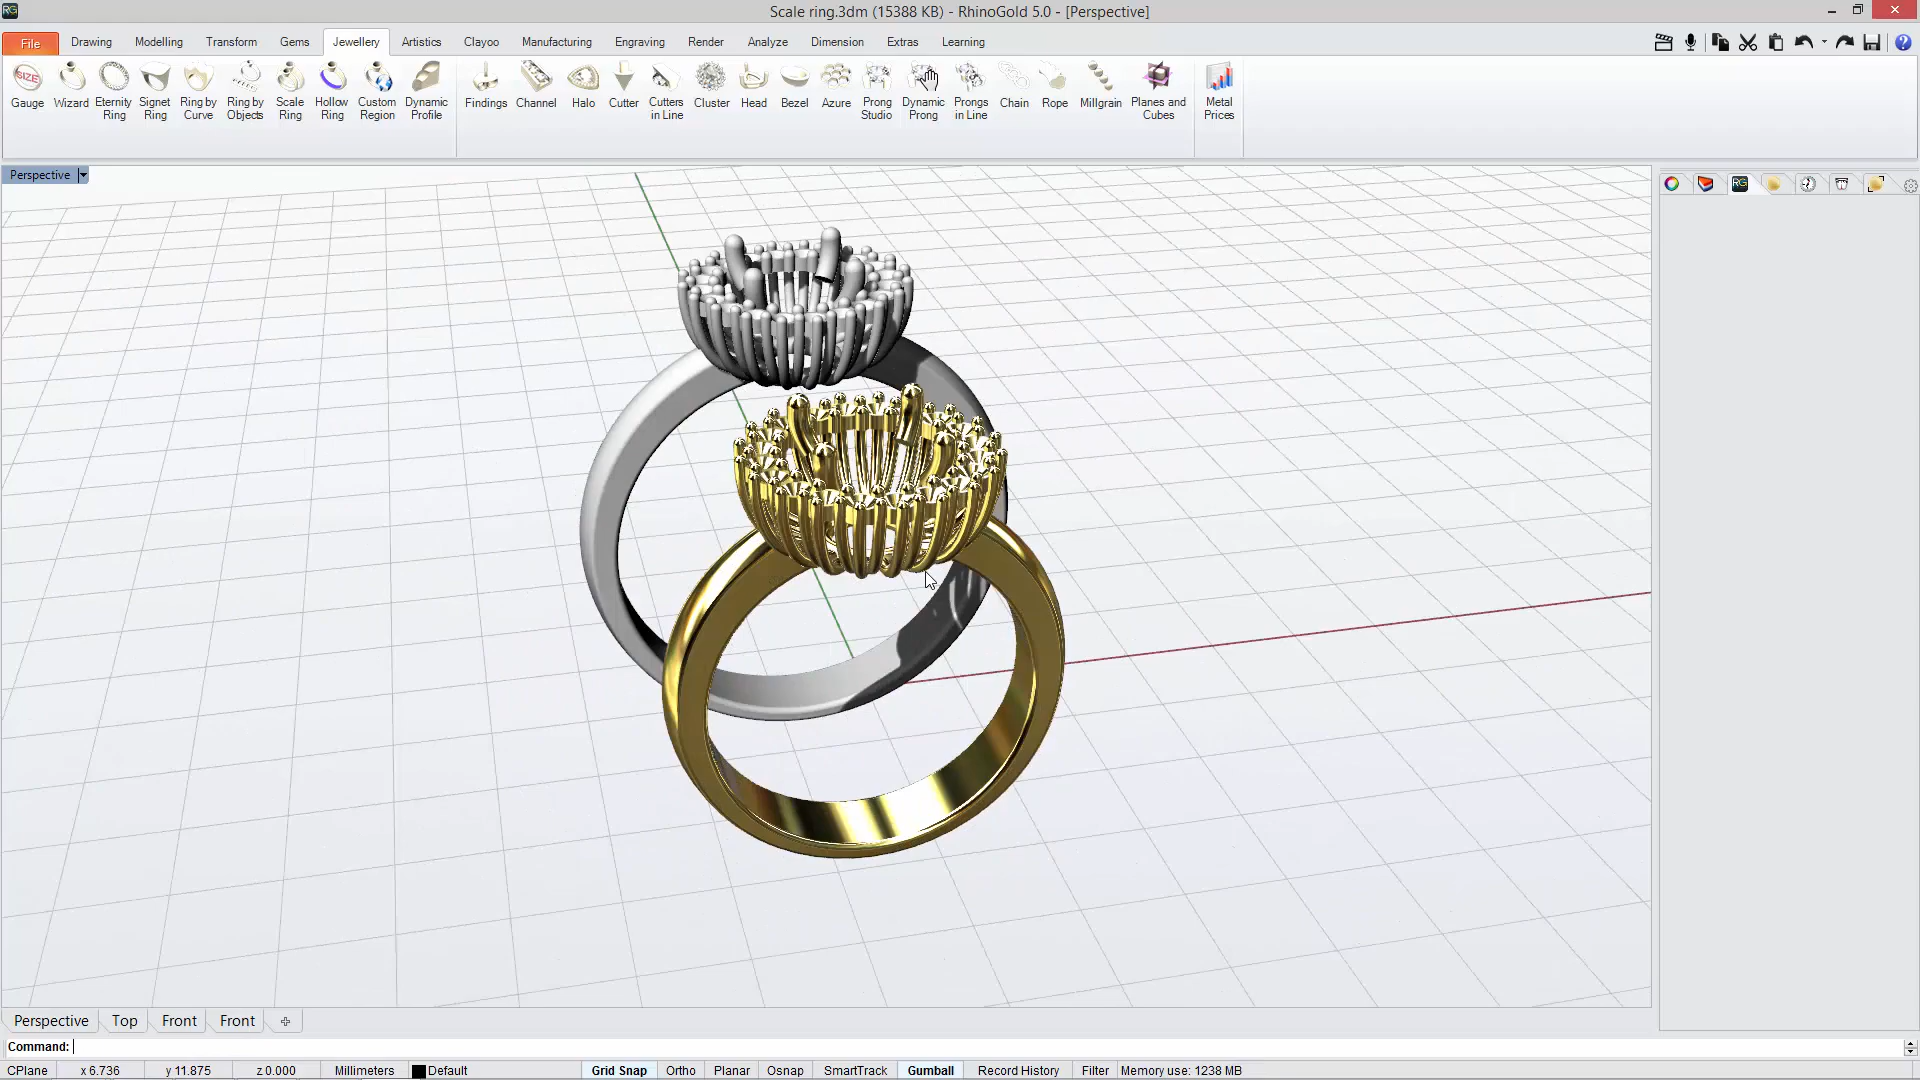 RG
Scale ring.3dm (15388 KB) - RhinoGold 5.0 - [Perspective]
File Drawing Modelling Transform Gems Jewellery Artistics Clayoo Manufacturing Engraving Render Analyze Dimension Extras Learning
SIZE
Gauge Wizard Eternity Ring Signet Ring Ring by Curve Ring by Objects Scale Ring Hollow Ring Custom Region Dynamic Profile Findings Channel Halo Cutter Cutters in Line Cluster Head Bezel Azure Prong Studio Dynamic Prong Prongs in Line Chain Rope Millgrain Planes and Cubes Metal Prices
Perspective
RG
Perspective Top Front Front
Command:
CPlane x 6.736 y 11.875 z 0.000 Millimeters Default Grid Snap Ortho Planar Osnap SmartTrack Gumball Record History Filter Memory use: 1238 MB